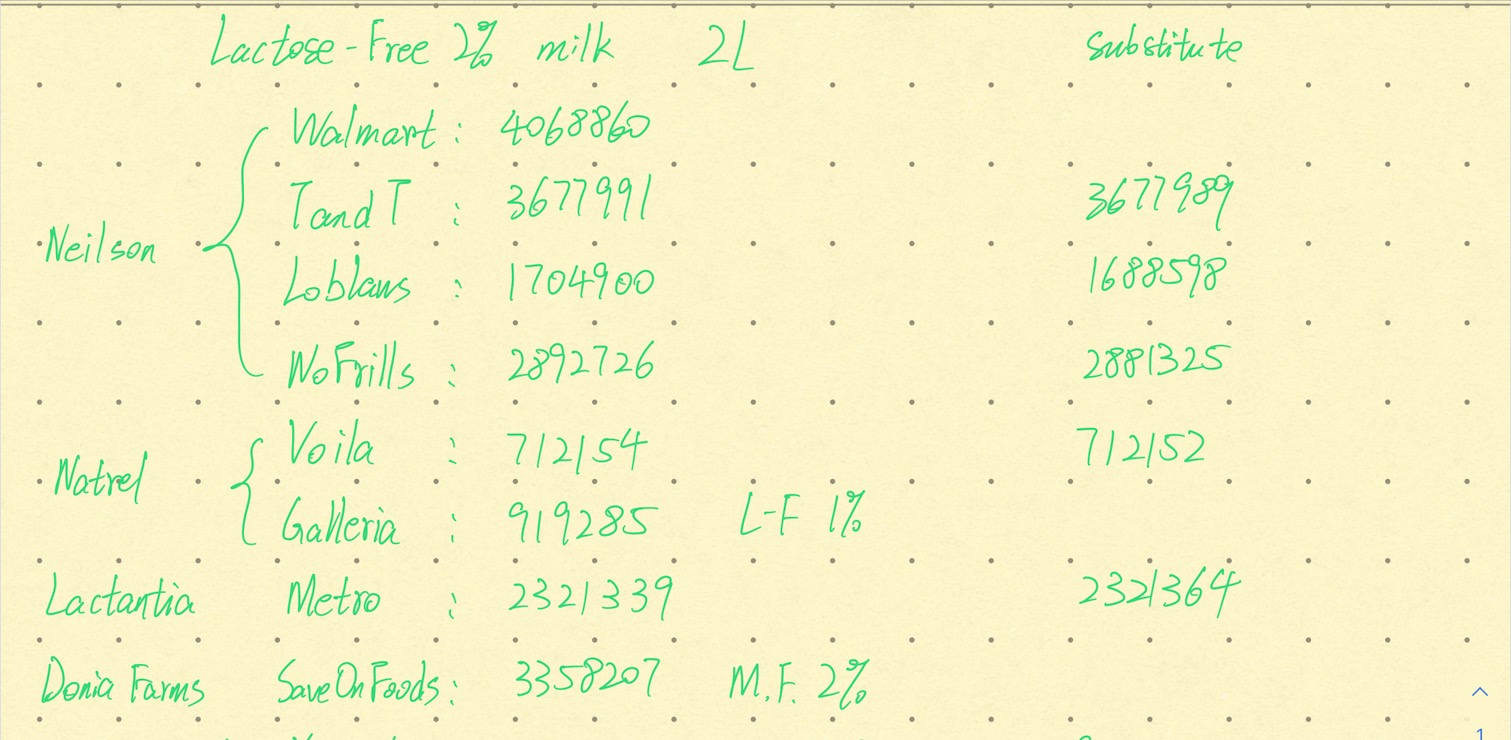 Lactose-Free 2% milk 2L Substitute
Walmart: 4068860
TandT: 3677991 3677989
Neilson
Loblaws: 1704900 1688598
NoFrills: 2892726 2881325
Voila: 712154 712152
Natrel
Galleria: 919285 L-F 1%
Lactantia Metro: 2321339 2321364
Donia Farms SaveOnFoods: 3358207 M.F. 2%
1